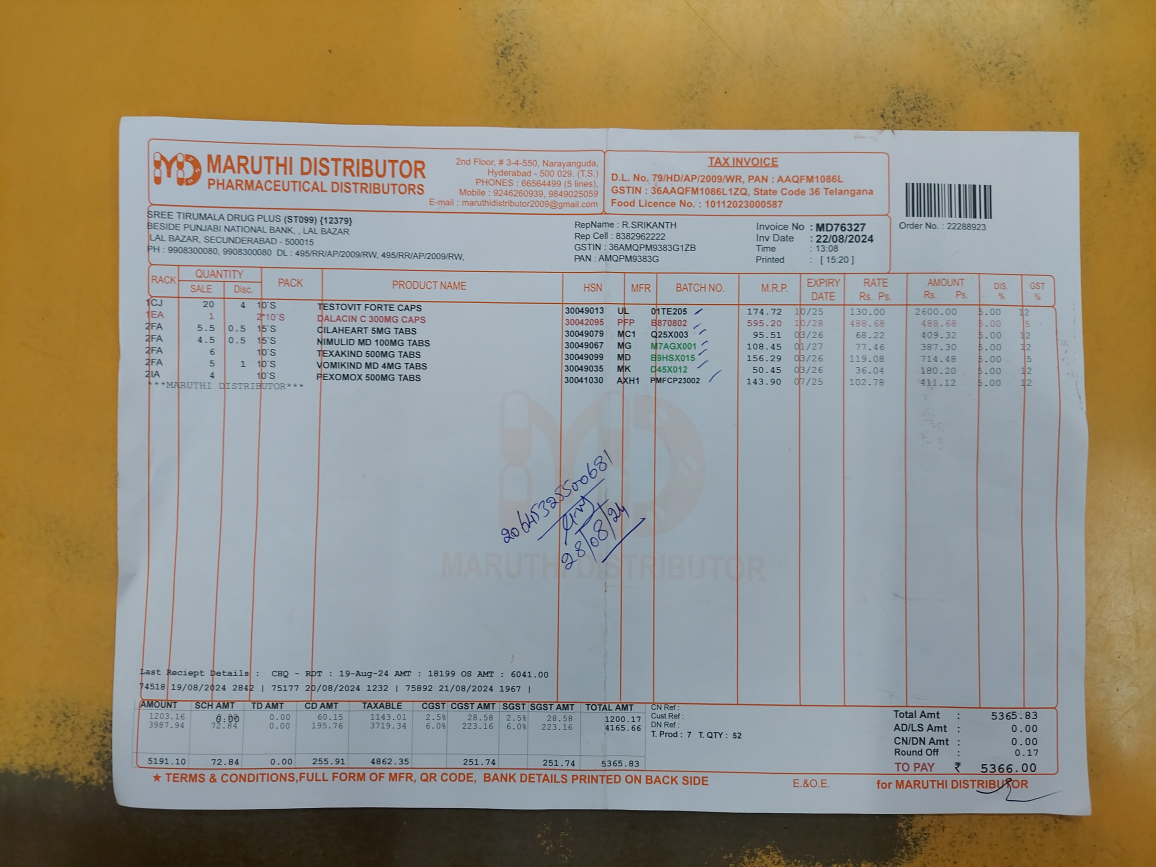 MARUTHI DISTRIBUTOR
PHARMACEUTICAL DISTRIBUTORS
2nd Floor, # 3-4-550, Narayanguda,
Hyderabad - 500 029. (T.S.)
PHONES : 66564499 (5 lines),
Mobile : 9246260939, 9849025059
E-mail : maruthidistributor2009@gmail.com
TAX INVOICE
D.L. No. 79/HD/AP/2009/WR, PAN : AAQFM1086L
GSTIN : 36AAQFM1086L1ZQ, State Code 36 Telangana
Food Licence No. : 10112023000587
Order No. : 22288923
SREE TIRUMALA DRUG PLUS (ST099) {12379}
BESIDE PUNJABI NATIONAL BANK, , LAL BAZAR
LAL BAZAR, SECUNDERABAD - 500015
PH : 9908300080, 9908300080 DL : 495/RR/AP/2009/RW, 495/RR/AP/2009/RW,
RepName : R.SRIKANTH
Rep Cell : 8382962222
GSTIN : 36AMQPM9383G1ZB
PAN : AMQPM9383G
Invoice No : MD76327
Inv Date : 22/08/2024
Time : 13:08
Printed : [ 15:20 ]
RACK QUANTITY SALE Disc. PACK PRODUCT NAME HSN MFR BATCH NO. M.R.P. EXPIRY DATE RATE Rs. Ps. AMOUNT Rs. Ps. DIS. % GST %
1CJ 20 4 10'S TESTOVIT FORTE CAPS 30049013 UL 01TE205 174.72 10/25 130.00 2600.00 5.00 12
1EA 1 2*10'S DALACIN C 300MG CAPS 30042095 PFP B870802 595.20 10/28 488.68 488.68 5.00 5
2FA 5.5 0.5 15'S CILAHEART 5MG TABS 30049079 MC1 Q25X003 95.51 03/26 68.22 409.32 5.00 12
2FA 4.5 0.5 15'S NIMULID MD 100MG TABS 30049067 MG M7AGX001 108.45 01/27 77.46 387.30 5.00 12
2FA 6 10'S TEXAKIND 500MG TABS 30049099 MD B9HSX015 156.29 03/26 119.08 714.48 5.00 5
2FA 5 1 10'S VOMIKIND MD 4MG TABS 30049035 MK D45X012 50.45 03/26 36.04 180.20 5.00 12
2IA 4 10'S PEXOMOX 500MG TABS 30041030 AXH1 PMFCP23002 143.90 07/25 102.78 411.12 5.00 12
***MARUTHI DISTRIBUTOR***
20645325500681
28/08/24
MARUTHI DISTRIBUTOR
Last Reciept Details : CHQ - RDT : 19-Aug-24 AMT : 18199 OS AMT : 6041.00
74518 19/08/2024 2842 | 75177 20/08/2024 1232 | 75892 21/08/2024 1967 |
AMOUNT SCH AMT TD AMT CD AMT TAXABLE CGST CGST AMT SGST SGST AMT TOTAL AMT
1203.16 0.00 0.00 60.15 1143.01 2.5% 28.58 2.5% 28.58 1200.17
3987.94 72.84 0.00 195.76 3719.34 6.0% 223.16 6.0% 223.16 4165.66
5191.10 72.84 0.00 255.91 4862.35 251.74 251.74 5365.83
CN Ref :
Cust Ref :
DN Ref :
T. Prod : 7 T. QTY : 52
Total Amt : 5365.83
AD/LS Amt : 0.00
CN/DN Amt : 0.00
Round Off : 0.17
TO PAY ₹ 5366.00
★ TERMS & CONDITIONS,FULL FORM OF MFR, QR CODE, BANK DETAILS PRINTED ON BACK SIDE
E.&O.E.
for MARUTHI DISTRIBUTOR